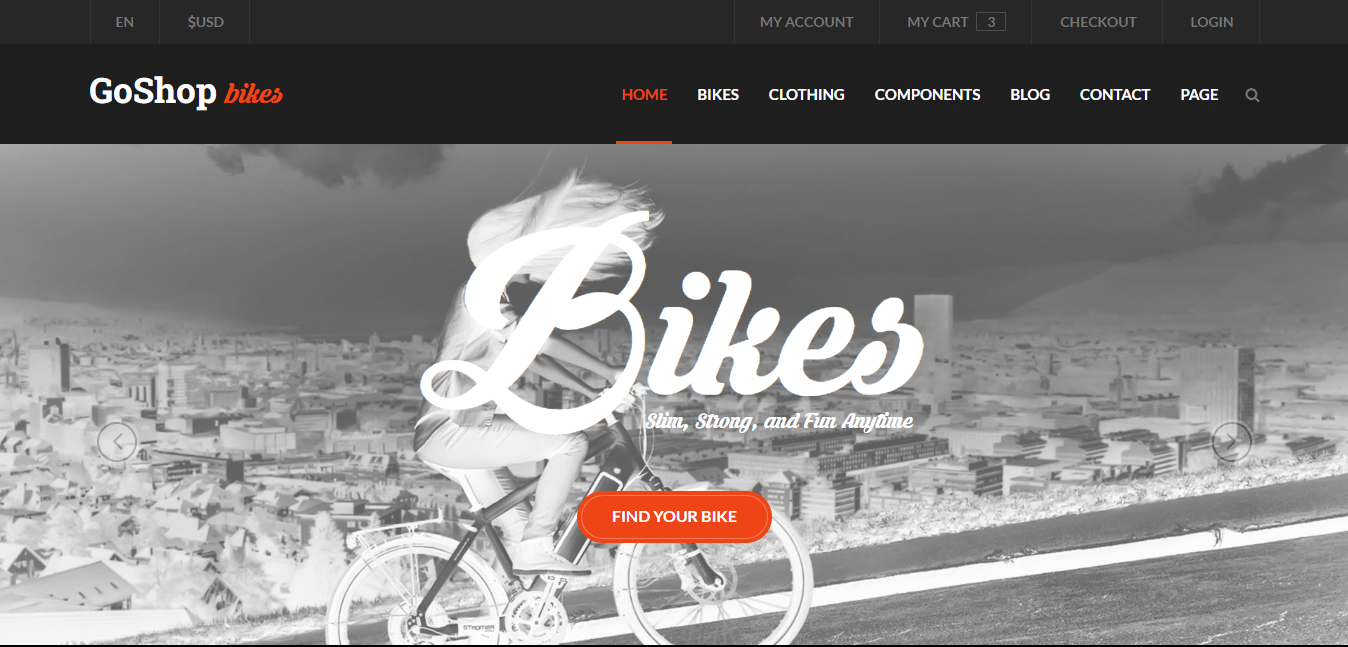 EN $USD MY ACCOUNT MY CART 3 CHECKOUT LOGIN
GoShop bikes HOME BIKES CLOTHING COMPONENTS BLOG CONTACT PAGE
Bikes
Slim, Strong, and Fun Anytime
FIND YOUR BIKE
STROMER